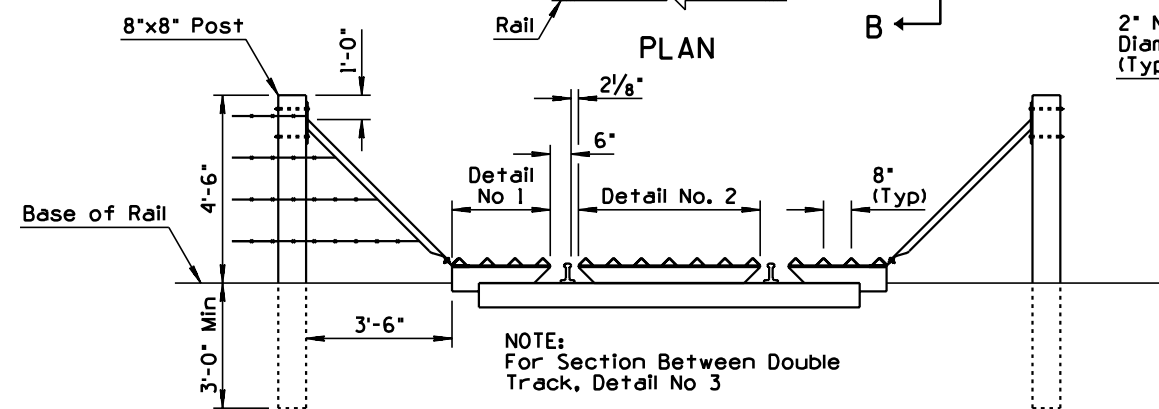 8"x8" Post
Rail
PLAN
B
2" N
Diam
(Typ
1'-0"
2 1/8"
6"
4'-6"
Detail
No 1
Detail No. 2
8"
(Typ)
Base of Rail
3'-6"
3'-0" Min
NOTE:
For Section Between Double
Track, Detail No 3